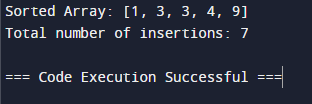 Sorted Array: [1, 3, 3, 4, 9]
Total number of insertions: 7
=== Code Execution Successful ===